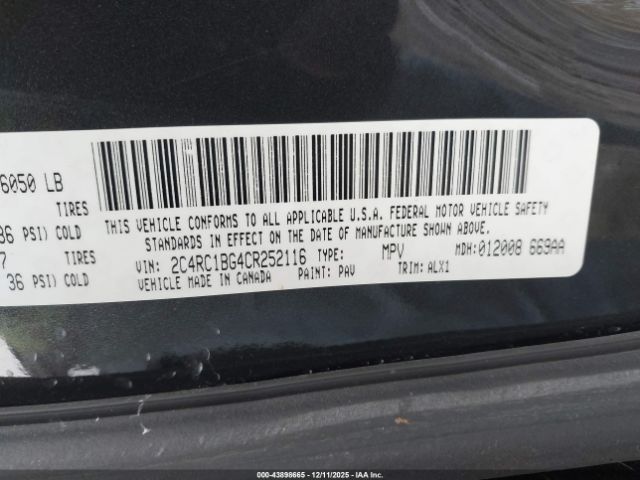 6050 LB
TIRES
36 PSI) COLD
7 TIRES
36 PSI) COLD
THIS VEHICLE CONFORMS TO ALL APPLICABLE U.S.A. FEDERAL MOTOR VEHICLE SAFETY
STANDARDS IN EFFECT ON THE DATE OF MANUFACTURE SHOWN ABOVE.
VIN: 2C4RC1BG4CR252116 TYPE: MPV MDH:012008 669AA
VEHICLE MADE IN CANADA PAINT: PAV TRIM: ALX1
000-43898665 - 12/11/2025 - IAA Inc.